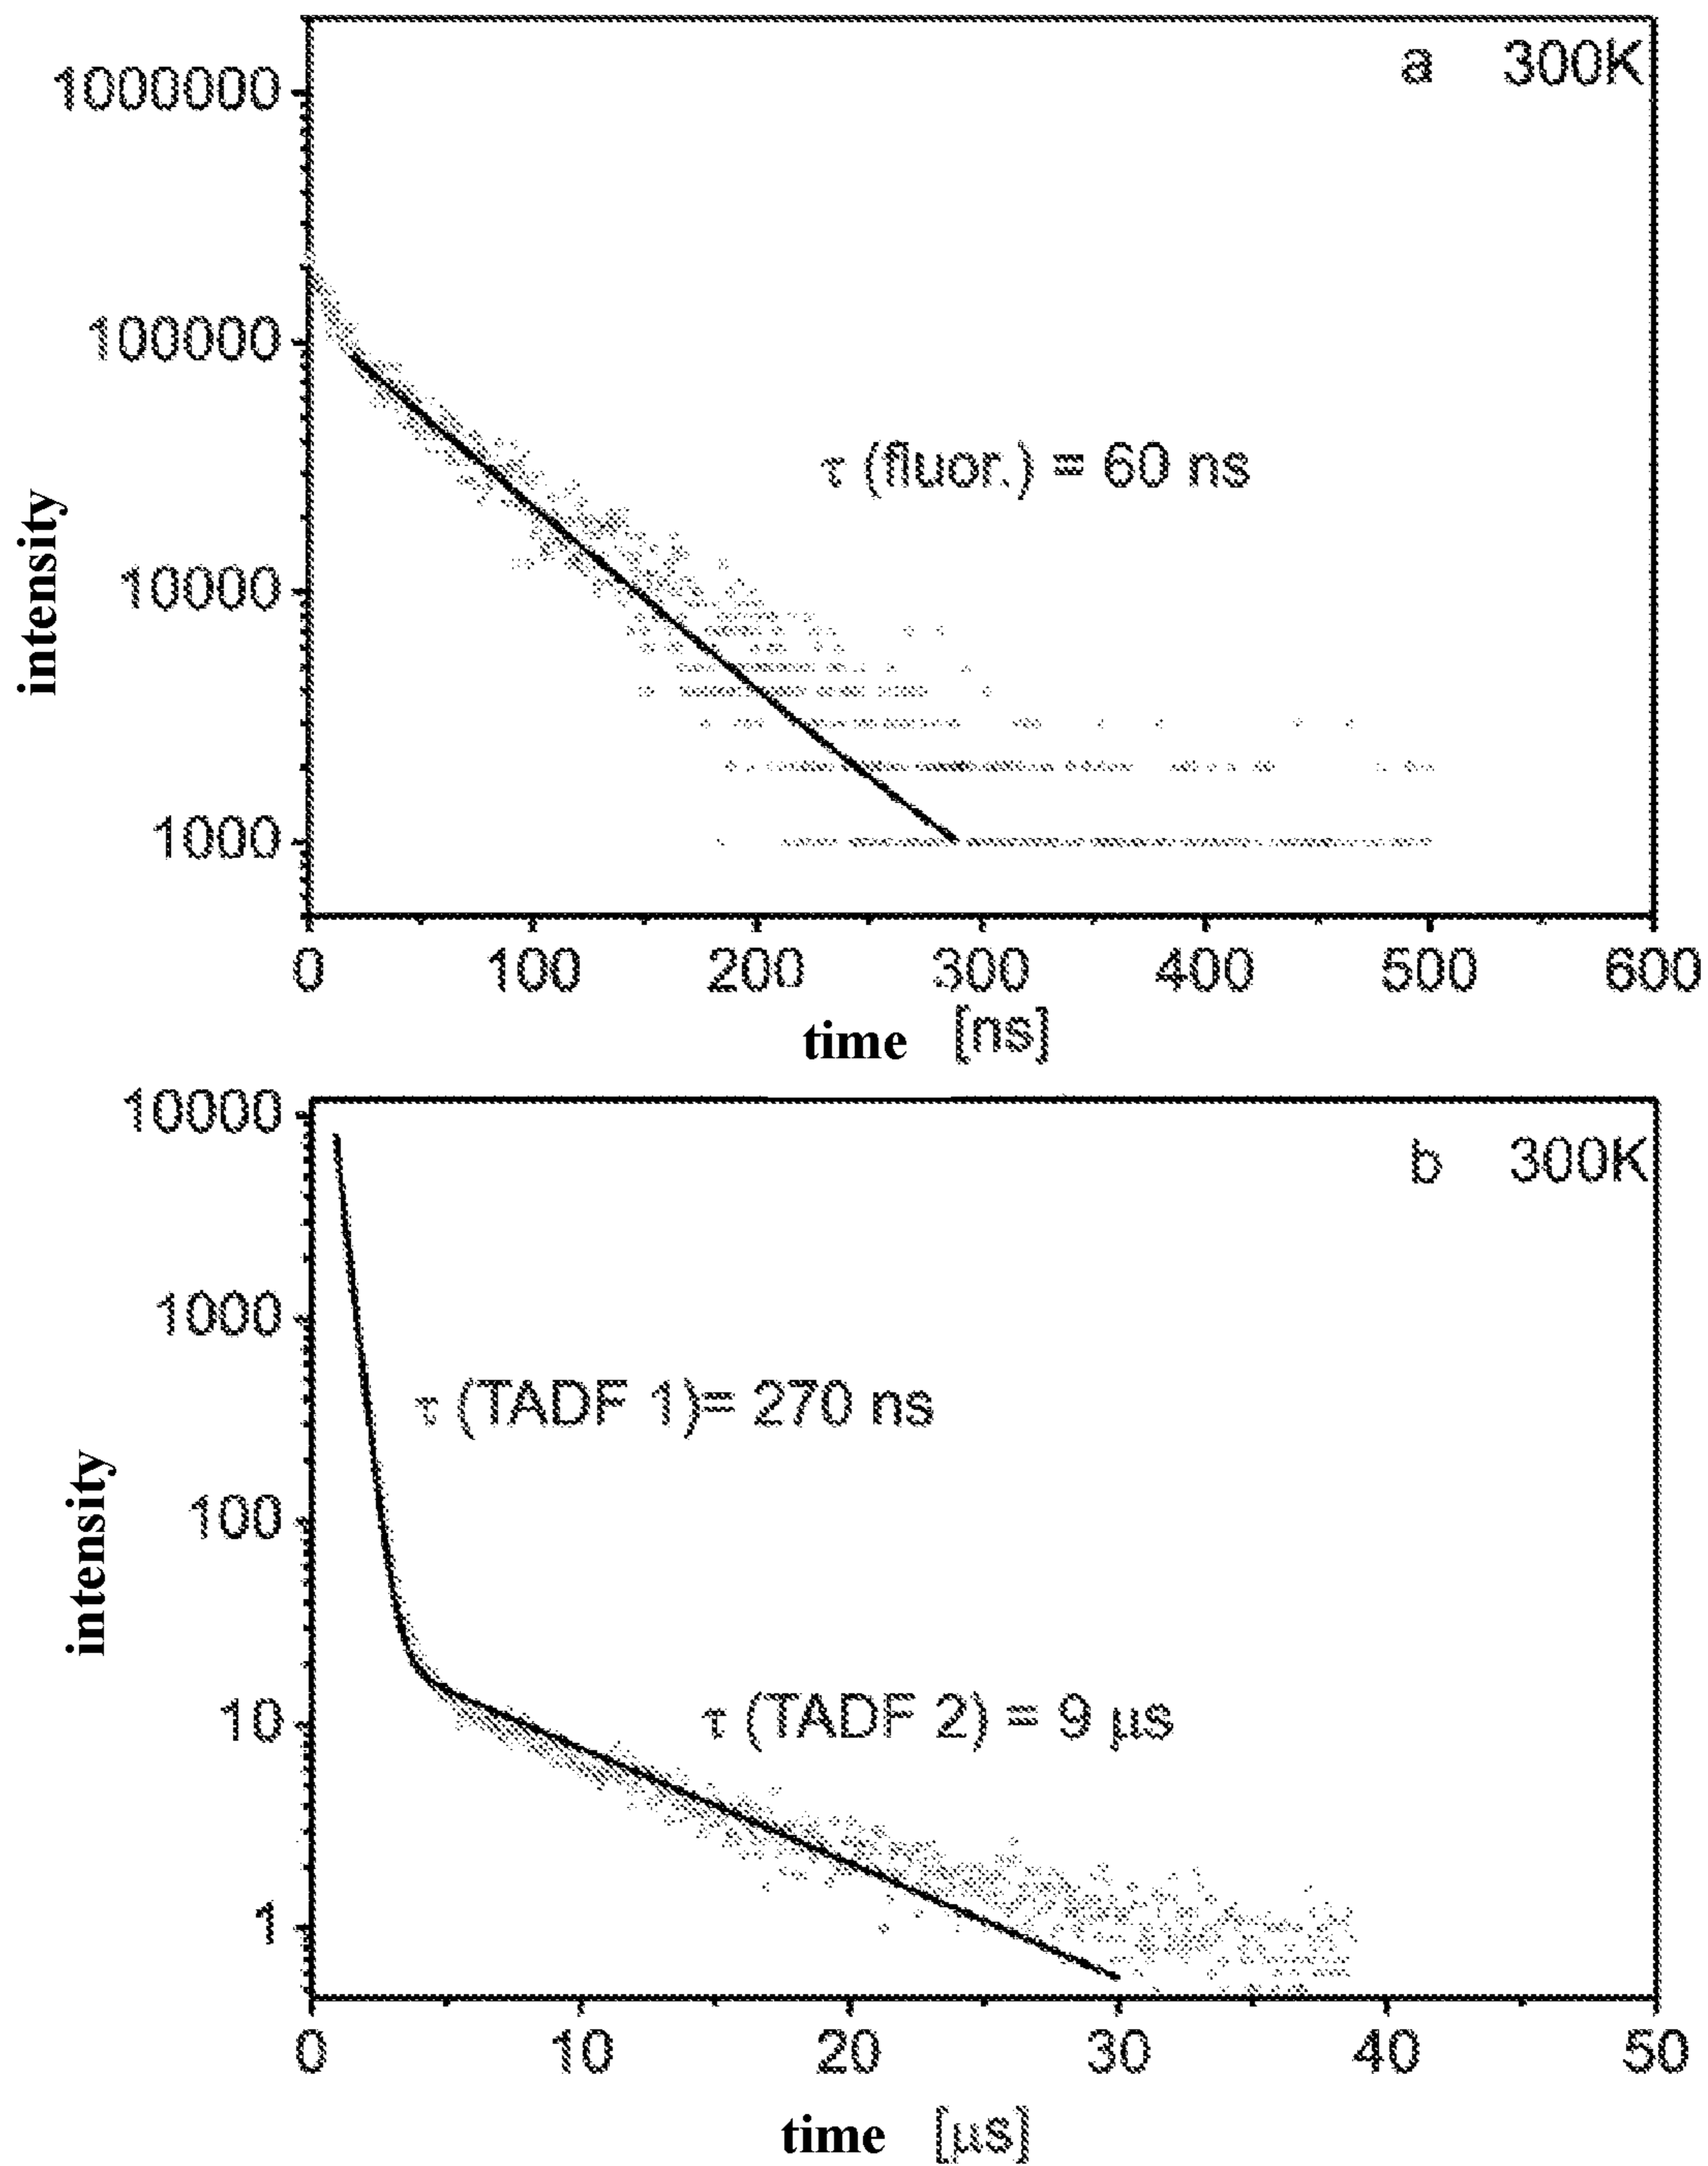 a 300K
1000000
100000
10000
1000
intensity
τ (fluor.) = 60 ns
0 100 200 300 400 500 600
time [ns]
b 300K
10000
1000
100
10
1
intensity
τ (TADF 1)= 270 ns
τ (TADF 2) = 9 µs
0 10 20 30 40 50
time [µs]